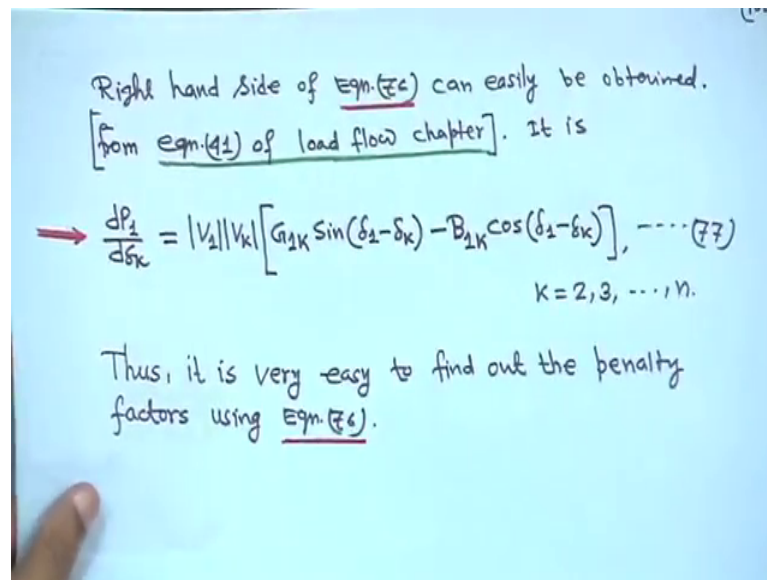 Right hand side of Eqn.(76) can easily be obtained.
[from eqn.(41) of load flow chapter]. It is
→ dP₁/dδₖ = |V₁||Vₖ|[G₁ₖ Sin(δ₁-δₖ) - B₁ₖ cos(δ₁-δₖ)], ----(77)
K = 2,3, ---, n.
Thus, it is very easy to find out the penalty
factors using Eqn.(76).